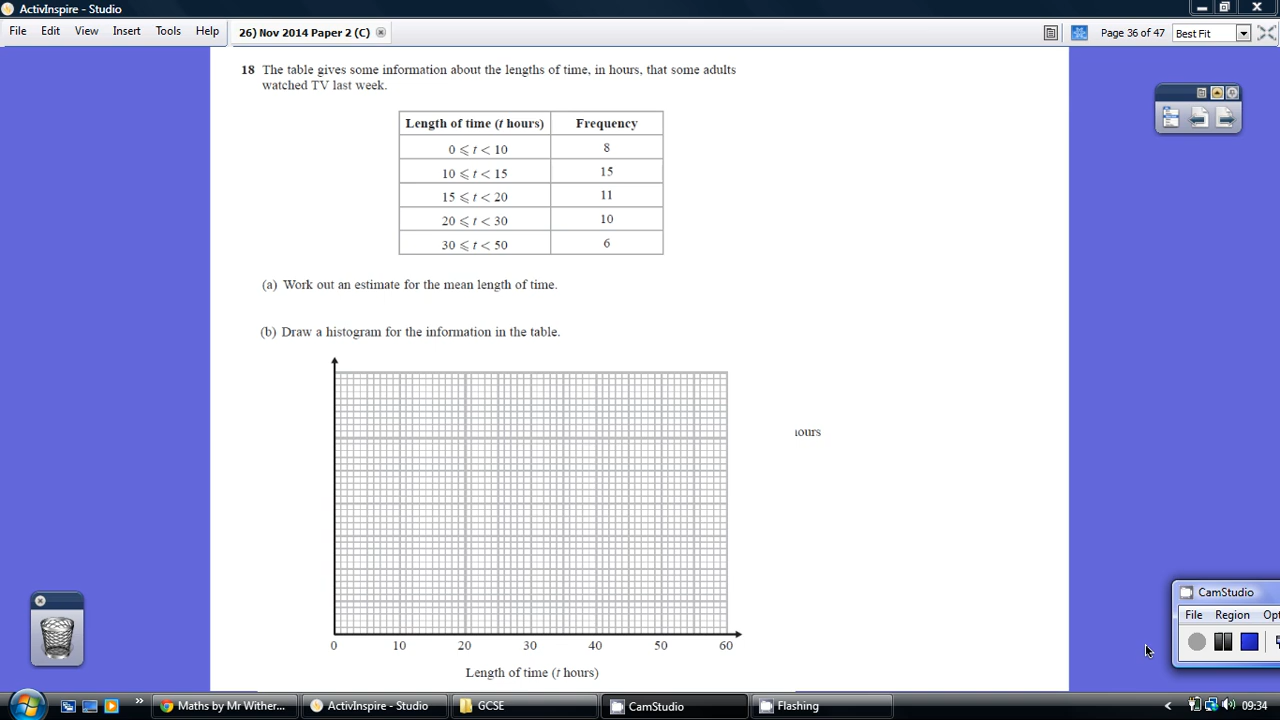 ActivInspire - Studio
File Edit View Insert Tools Help
26) Nov 2014 Paper 2 (C)
Page 36 of 47
Best Fit
18 The table gives some information about the lengths of time, in hours, that some adults
watched TV last week.
Length of time (t hours) Frequency
0 ⩽ t < 10 8
10 ⩽ t < 15 15
15 ⩽ t < 20 11
20 ⩽ t < 30 10
30 ⩽ t < 50 6
(a) Work out an estimate for the mean length of time.
(b) Draw a histogram for the information in the table.
ours
0 10 20 30 40 50 60
Length of time (t hours)
CamStudio
File Region Opt
Maths by Mr Wither... ActivInspire - Studio GCSE CamStudio Flashing 09:34